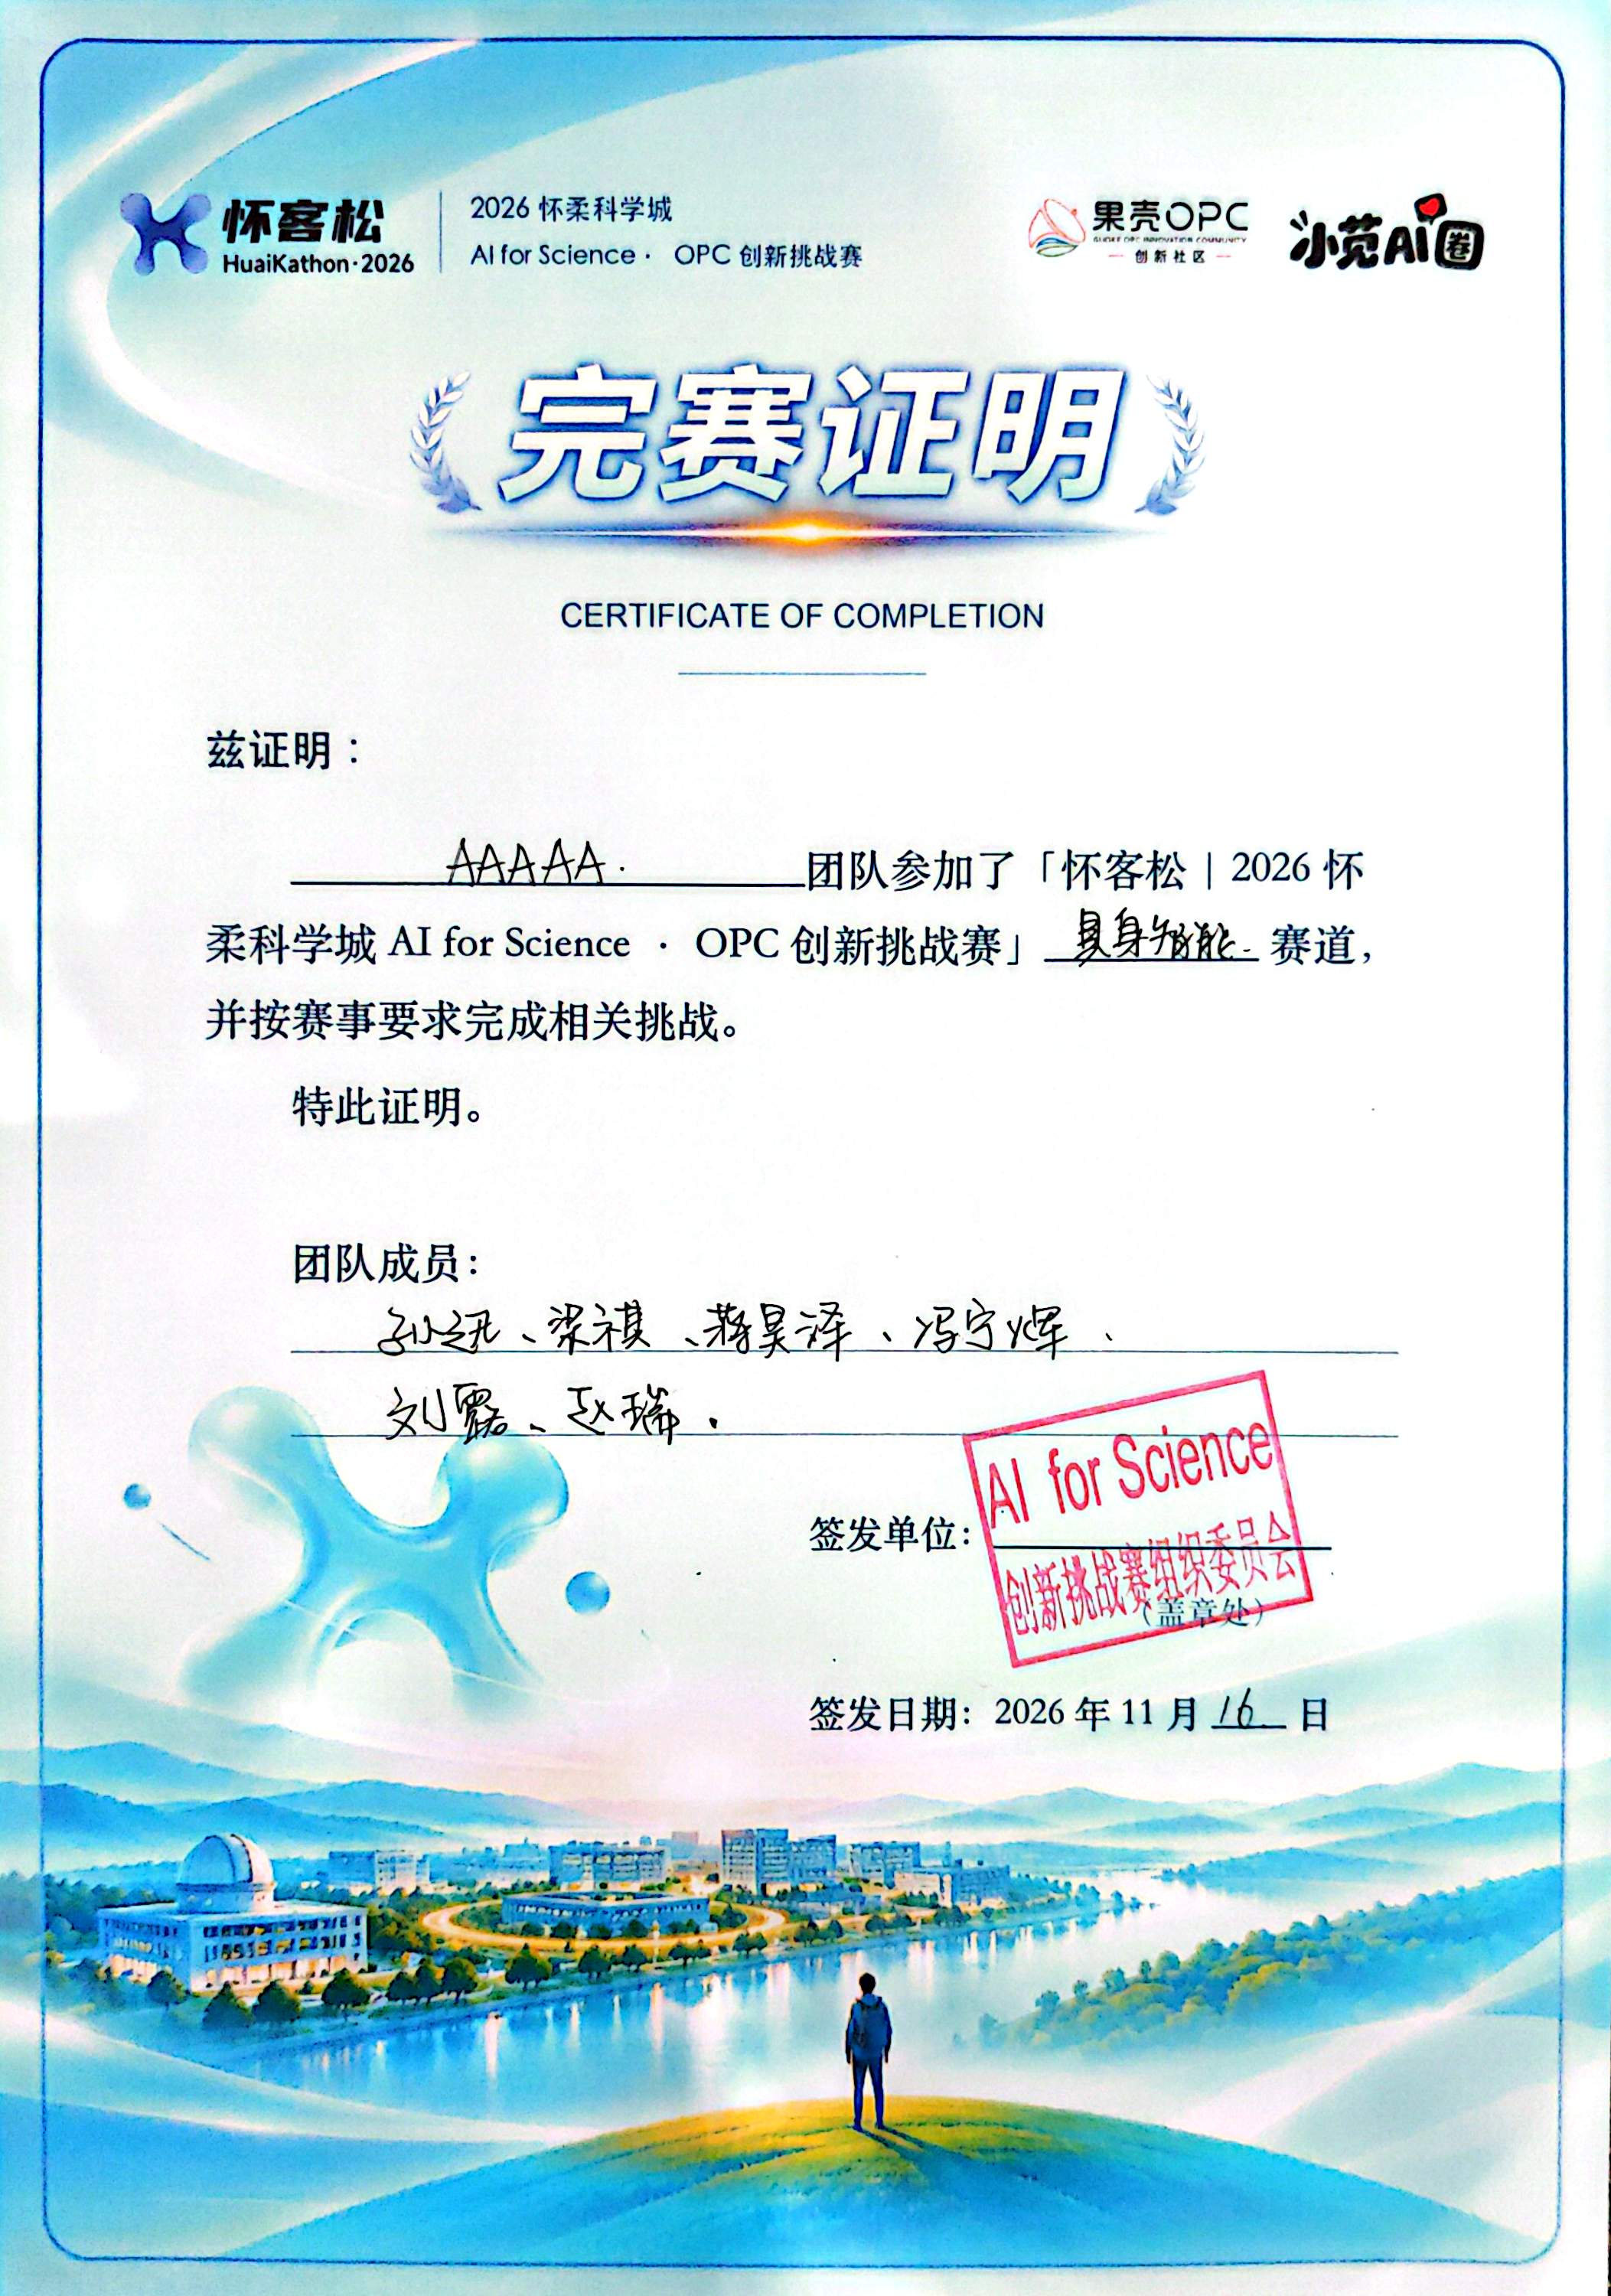 怀客松
HuaiKathon·2026
2026 怀柔科学城
AI for Science · OPC 创新挑战赛
果壳OPC
GUOKE OPC INNOVATION COMMUNITY
创新社区
小苋AI圈
完赛证明
CERTIFICATE OF COMPLETION
兹证明：
AAAAA. 团队参加了「怀客松 | 2026 怀
柔科学城 AI for Science · OPC 创新挑战赛」具身智能 赛道，
并按赛事要求完成相关挑战。
特此证明。
团队成员：
孙迅、梁祺、蒋昊泽、冯宁辉、
刘露、赵瑞.
AI for Science
签发单位：
创新挑战赛组织委员会
（盖章处）
签发日期：2026 年 11 月 16 日